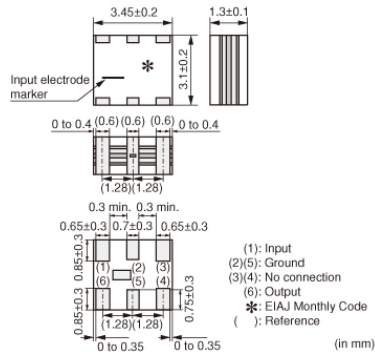 3.45±0.2
1.3±0.1
*
3.1±0.2
Input electrode
marker
0 to 0.4 (0.6) (0.6) (0.6) 0 to 0.4
(1.28) (1.28)
0.3 min. 0.3 min.
0.65±0.3 0.7±0.3 0.65±0.3
0.85±0.3
(1) (2) (3)
(6) (5) (4)
0.85±0.3
0.75±0.3
(1.28) (1.28)
0 to 0.35 0 to 0.35
(1): Input
(2)(5): Ground
(3)(4): No connection
(6): Output
*: EIAJ Monthly Code
( ): Reference
(in mm)